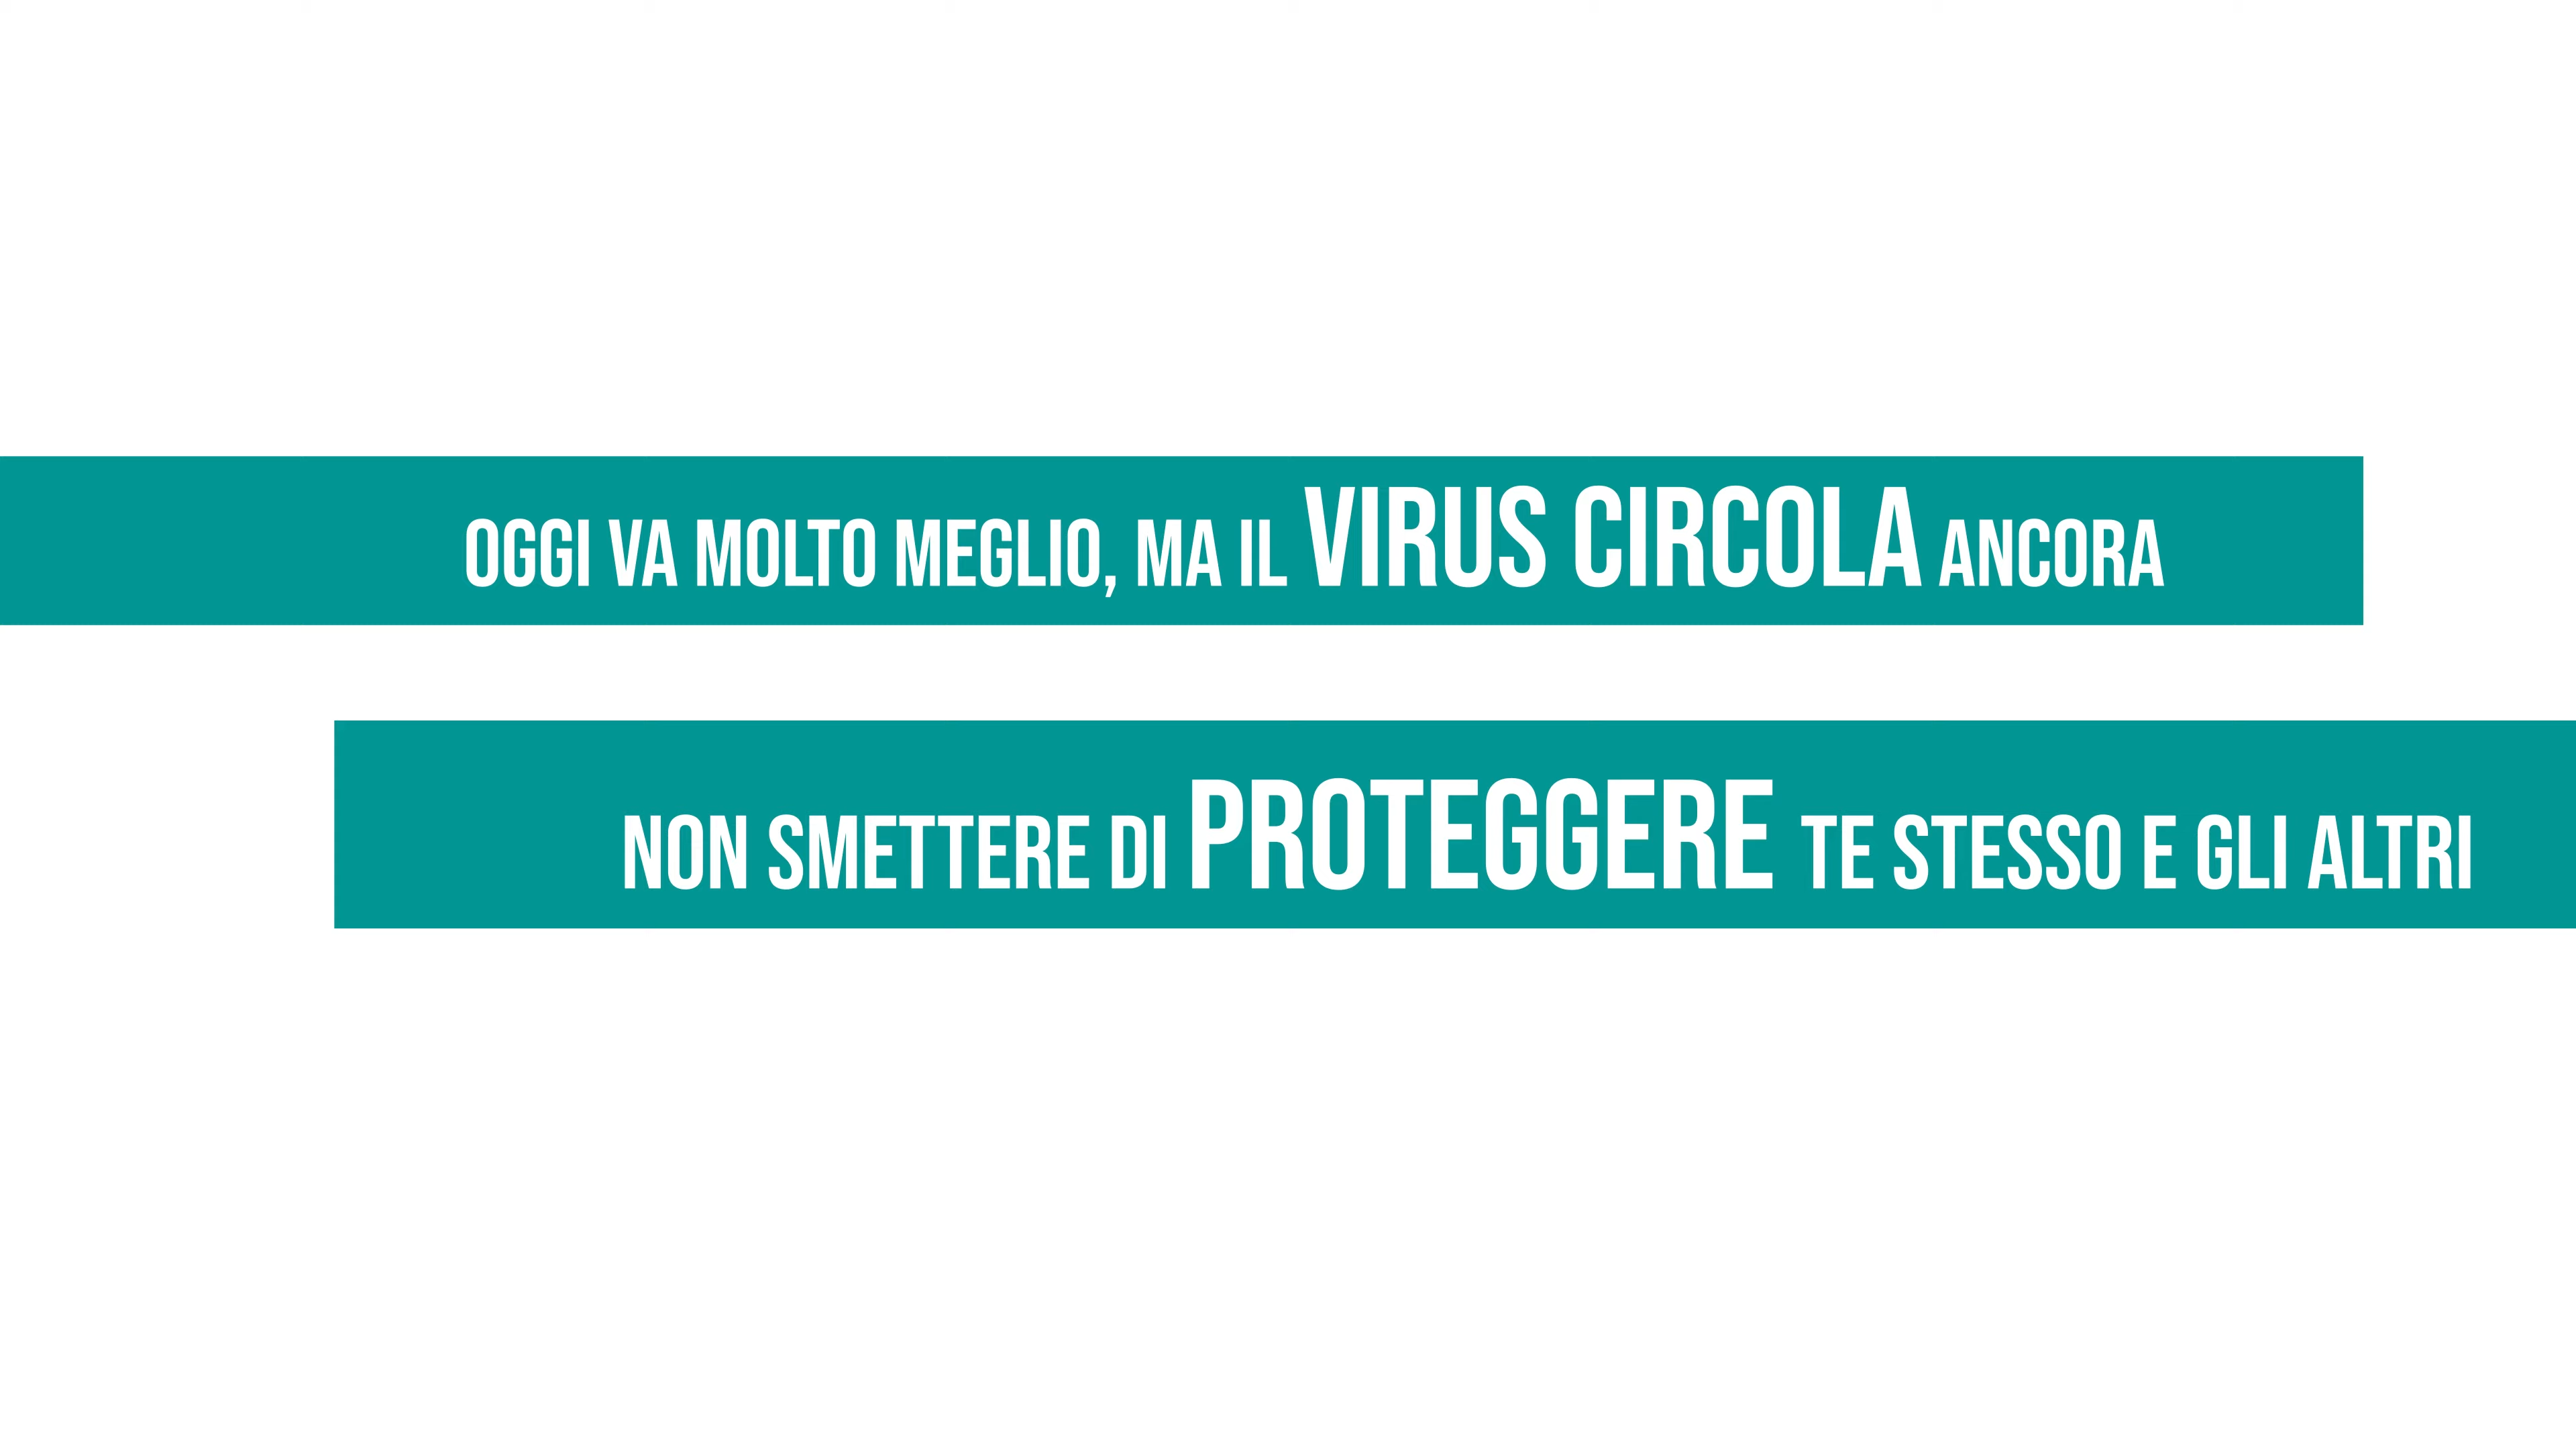 OGGI VA MOLTO MEGLIO, MA IL VIRUS CIRCOLA ANCORA
NON SMETTERE DI PROTEGGERE TE STESSO E GLI ALTRI